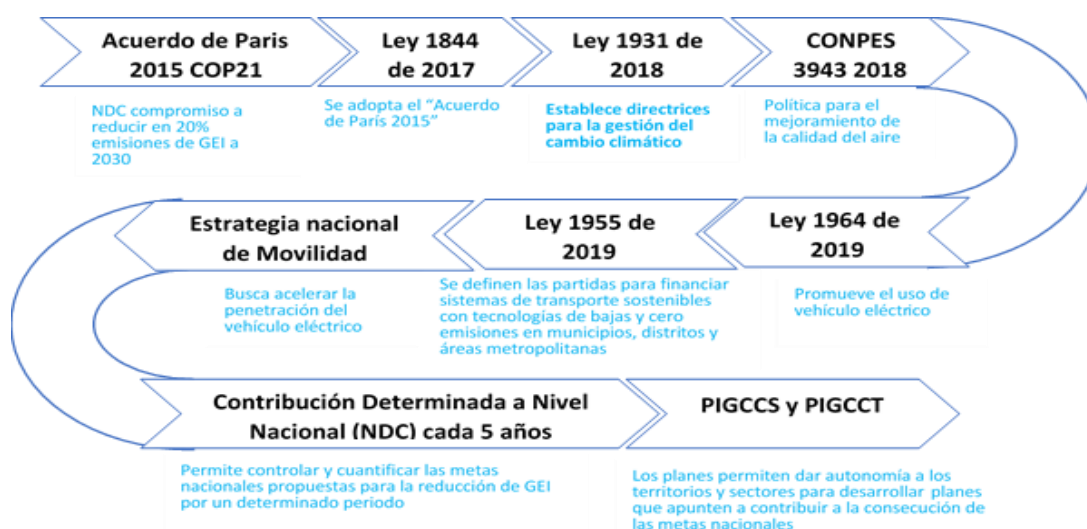 Acuerdo de Paris
2015 COP21
NDC compromiso a
reducir en 20%
emisiones de GEI a
2030
Ley 1844
de 2017
Se adopta el “Acuerdo
de París 2015”
Ley 1931 de
2018
Establece directrices
para la gestión del
cambio climático
CONPES
3943 2018
Política para el
mejoramiento de
la calidad del aire
Ley 1964 de
2019
Promueve el uso de
vehículo eléctrico
Ley 1955 de
2019
Se definen las partidas para financiar
sistemas de transporte sostenibles
con tecnologías de bajas y cero
emisiones en municipios, distritos y
áreas metropolitanas
Estrategia nacional
de Movilidad
Busca acelerar la
penetración del
vehículo eléctrico
Contribución Determinada a Nivel
Nacional (NDC) cada 5 años
Permite controlar y cuantificar las metas
nacionales propuestas para la reducción de GEI
por un determinado periodo
PIGCCS y PIGCCT
Los planes permiten dar autonomía a los
territorios y sectores para desarrollar planes
que apunten a contribuir a la consecución de
las metas nacionales